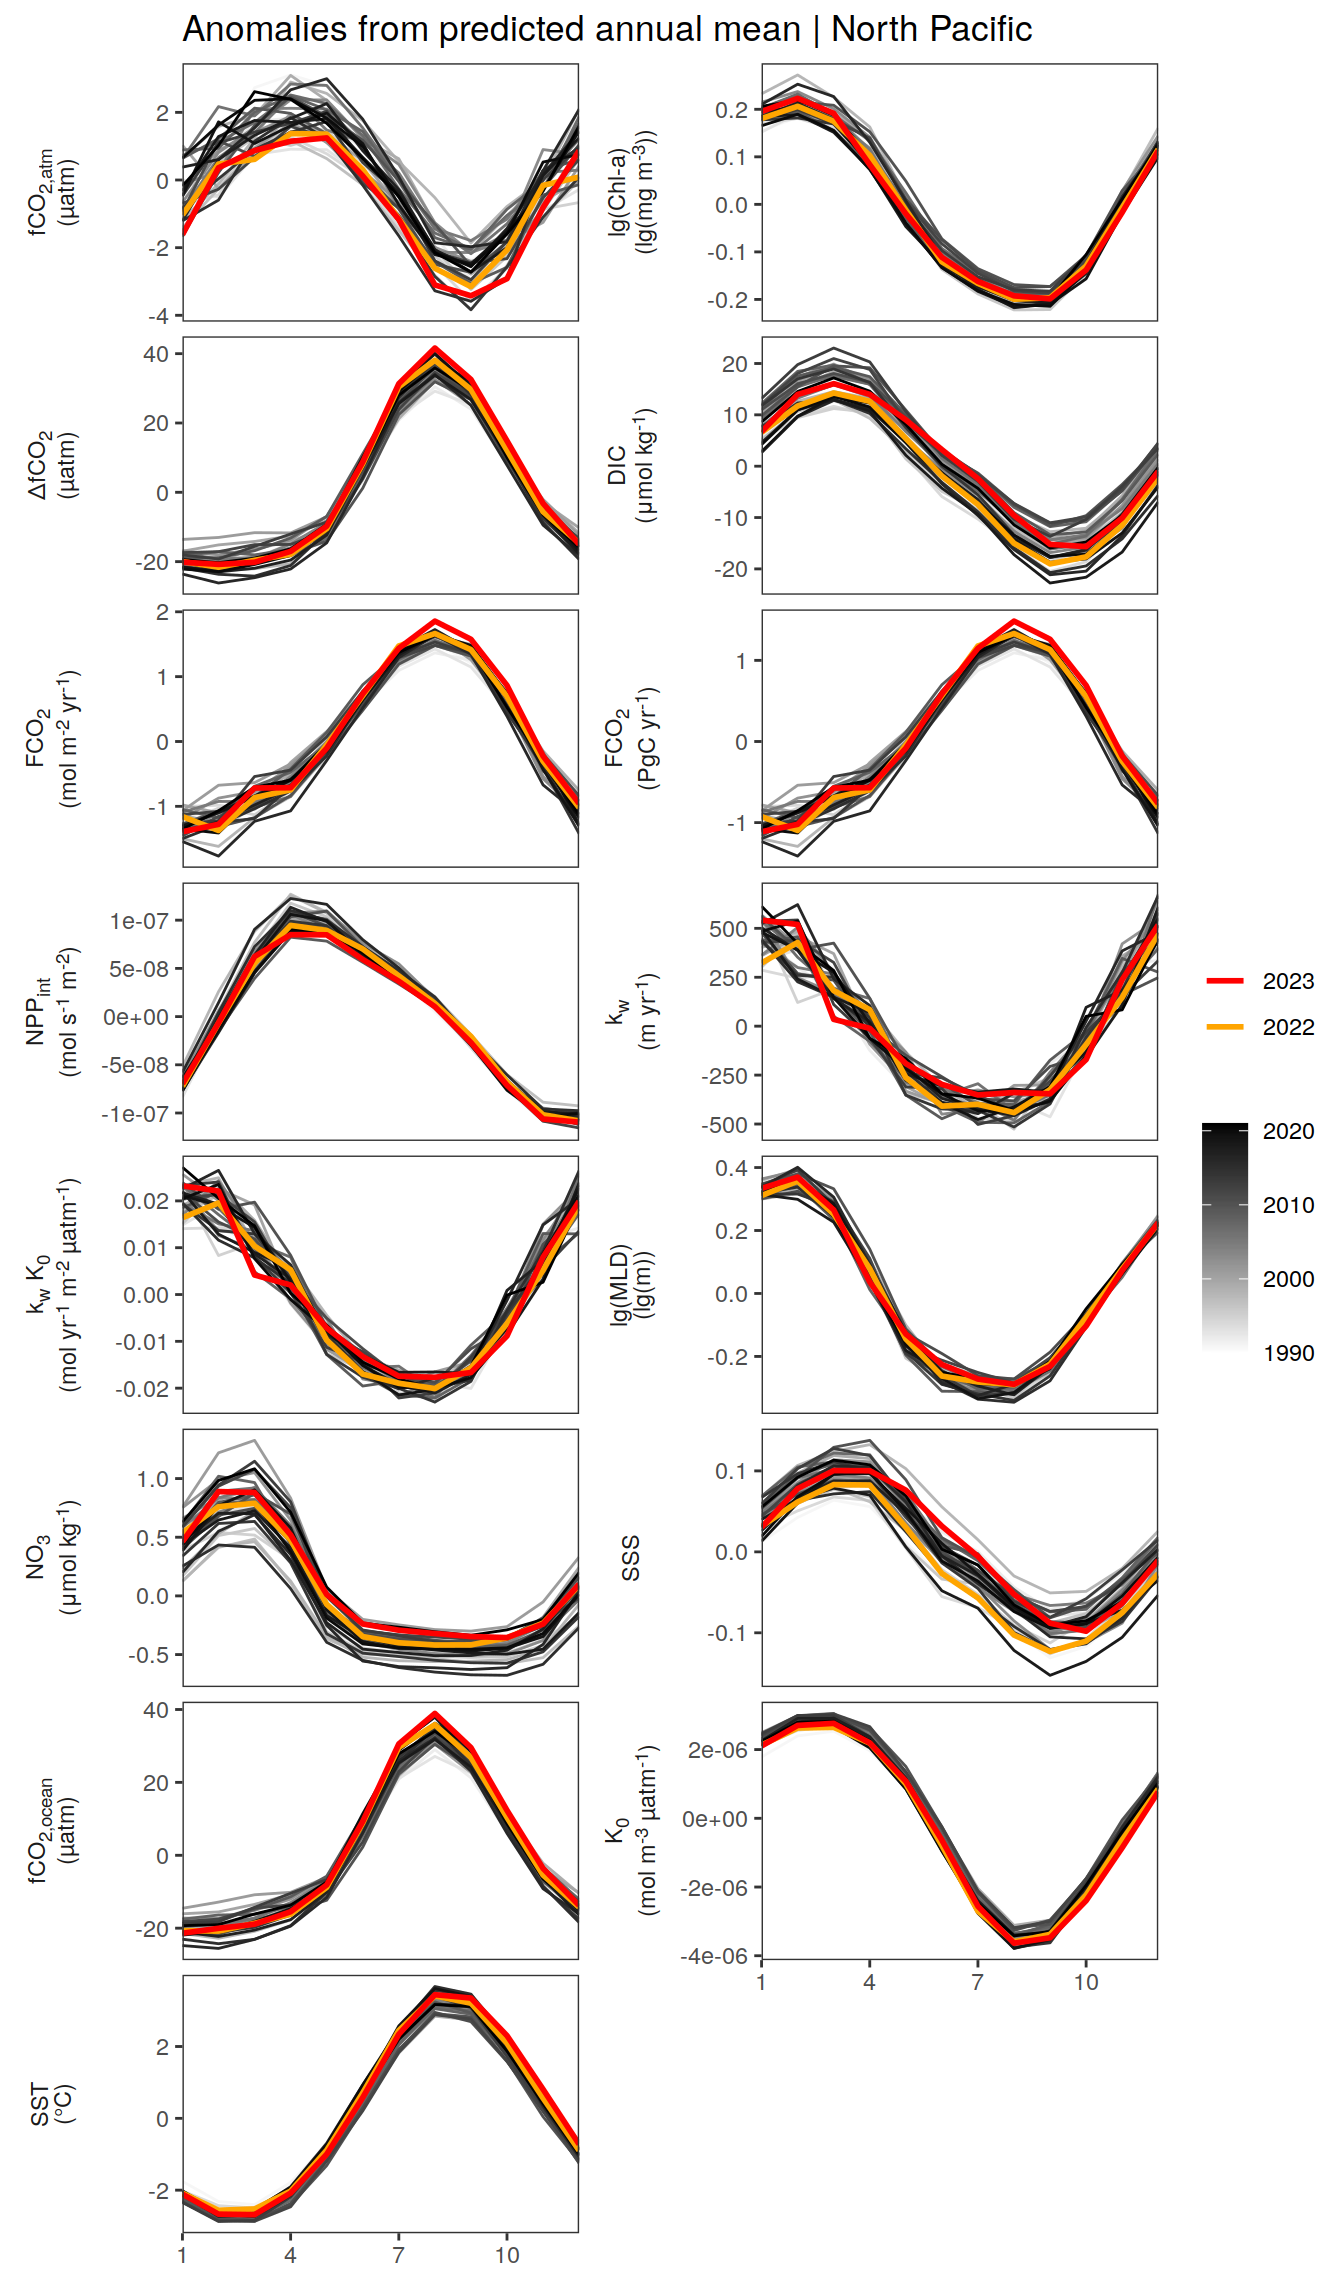 Anomalies from predicted annual mean | North Pacific
fCO2,atm
(µatm)
2
0
-2
-4
lg(Chl-a)
(lg(mg m-3))
0.2
0.1
0.0
-0.1
-0.2
ΔfCO2
(µatm)
40
20
0
-20
DIC
(µmol kg-1)
20
10
0
-10
-20
FCO2
(mol m-2 yr-1)
2
1
0
-1
FCO2
(PgC yr-1)
1
0
-1
NPPint
(mol s-1 m-2)
1e-07
5e-08
0e+00
-5e-08
-1e-07
kw
(m yr-1)
500
250
0
-250
-500
kw K0
(mol yr-1 m-2 µatm-1)
0.02
0.01
0.00
-0.01
-0.02
lg(MLD)
(lg(m))
0.4
0.2
0.0
-0.2
NO3
(µmol kg-1)
1.0
0.5
0.0
-0.5
SSS
0.1
0.0
-0.1
fCO2,ocean
(µatm)
40
20
0
-20
K0
(mol m-3 µatm-1)
2e-06
0e+00
-2e-06
-4e-06
1 4 7 10
SST
(°C)
2
0
-2
1 4 7 10
2023
2022
2020
2010
2000
1990